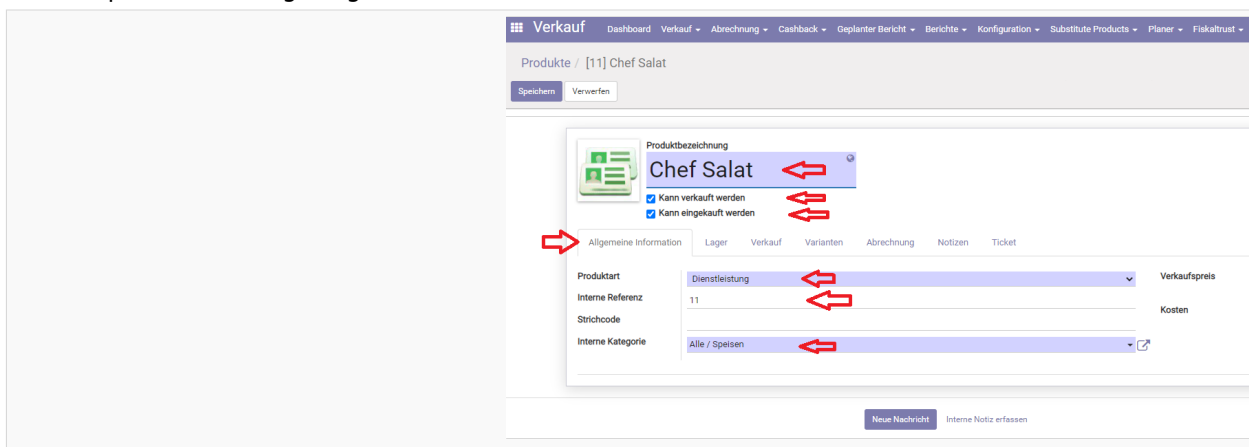 Verkauf Dashboard Verkauf Abrechnung Cashback Geplanter Bericht Berichte Konfiguration Substitute Products Planer Fiskaltrust
Produkte / [11] Chef Salat
Speichern Verwerfen
Produktbezeichnung
Chef Salat
Kann verkauft werden
Kann eingekauft werden
Allgemeine Information Lager Verkauf Varianten Abrechnung Notizen Ticket
Produktart Dienstleistung Verkaufspreis
Interne Referenz 11
Kosten
Strichcode
Interne Kategorie Alle / Speisen
Neue Nachricht Interne Notiz erfassen